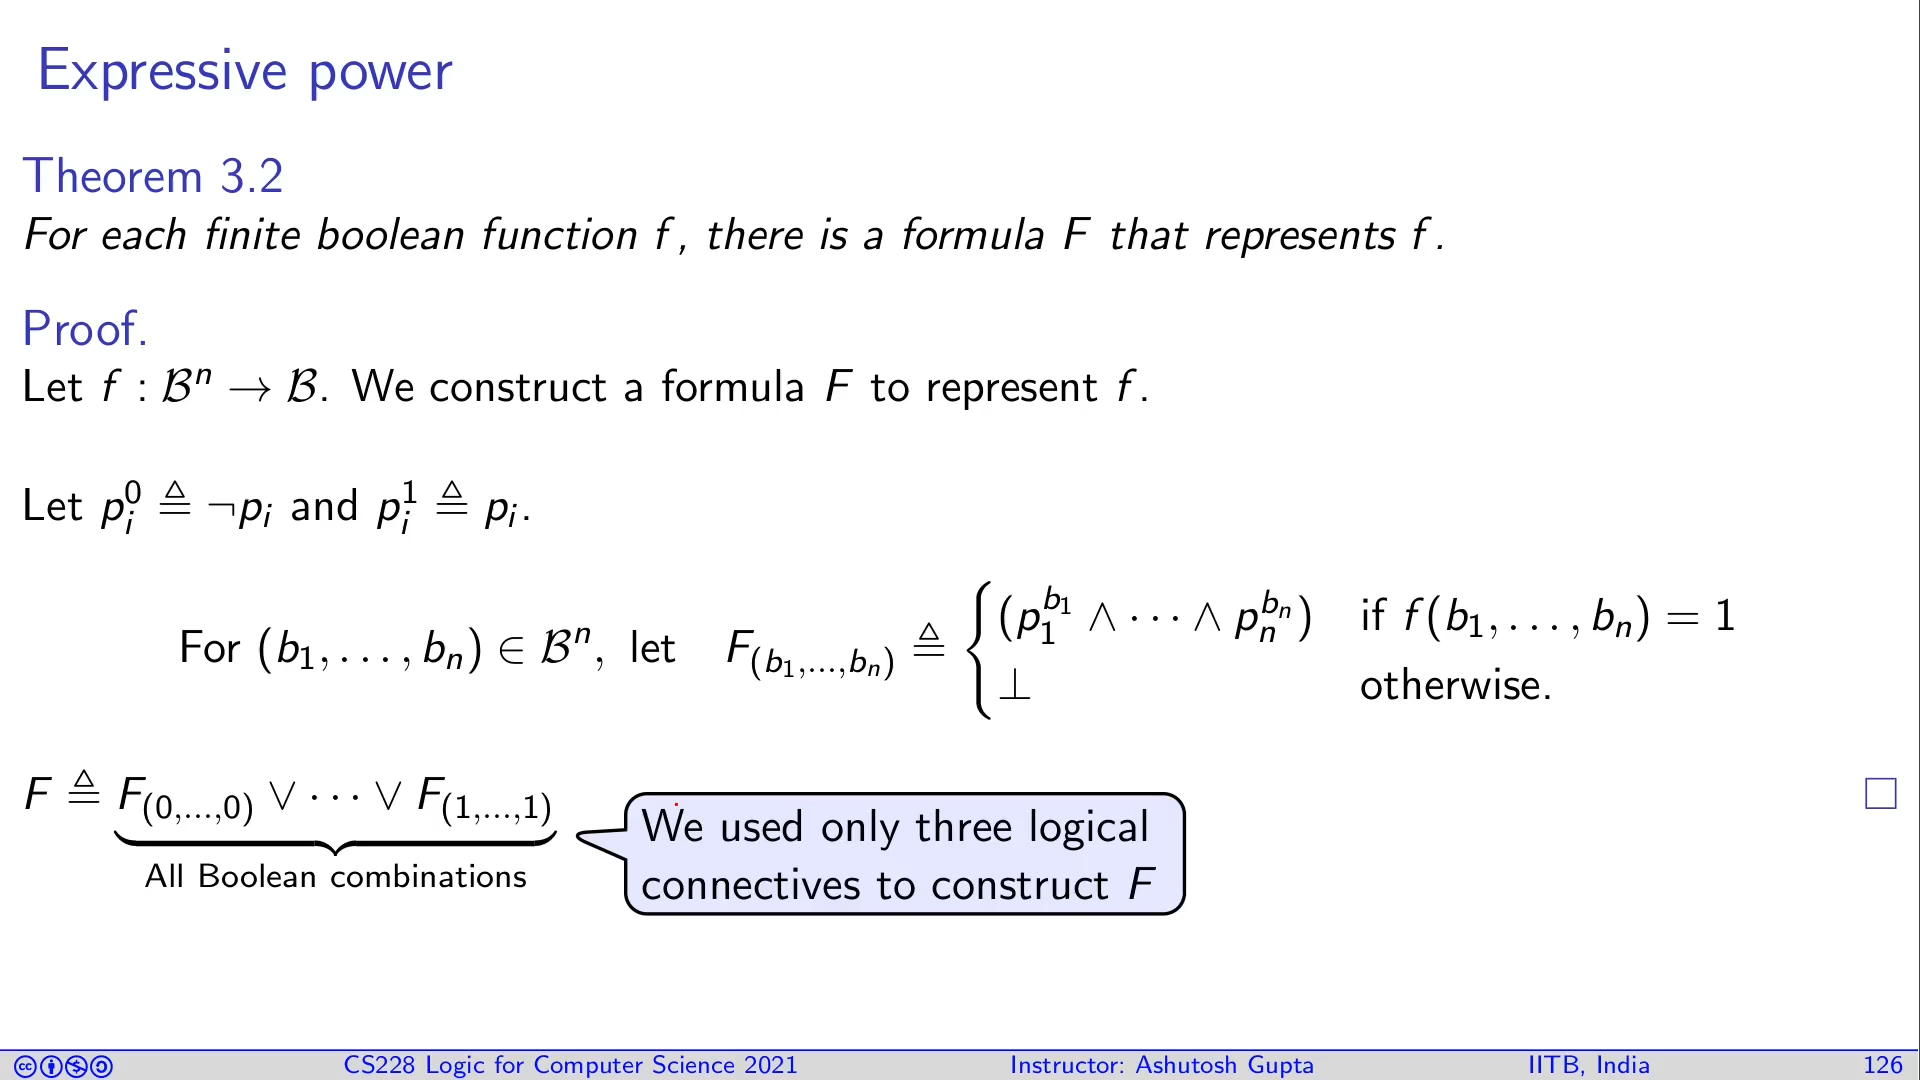 Expressive power
Theorem 3.2
For each finite boolean function f, there is a formula F that represents f.
Proof.
Let f : 𝓑ⁿ → 𝓑. We construct a formula F to represent f.
Let p_i^0 ≜ ¬p_i and p_i^1 ≜ p_i.
For (b_1, . . . , b_n) ∈ 𝓑ⁿ, let F_(b_1,...,b_n) ≜ { (p_1^{b_1} ∧ · · · ∧ p_n^{b_n}) if f(b_1, . . . , b_n) = 1
⊥ otherwise.
F ≜ F_(0,...,0) ∨ · · · ∨ F_(1,...,1) □
All Boolean combinations
We used only three logical
connectives to construct F
cc CS228 Logic for Computer Science 2021 Instructor: Ashutosh Gupta IITB, India 126